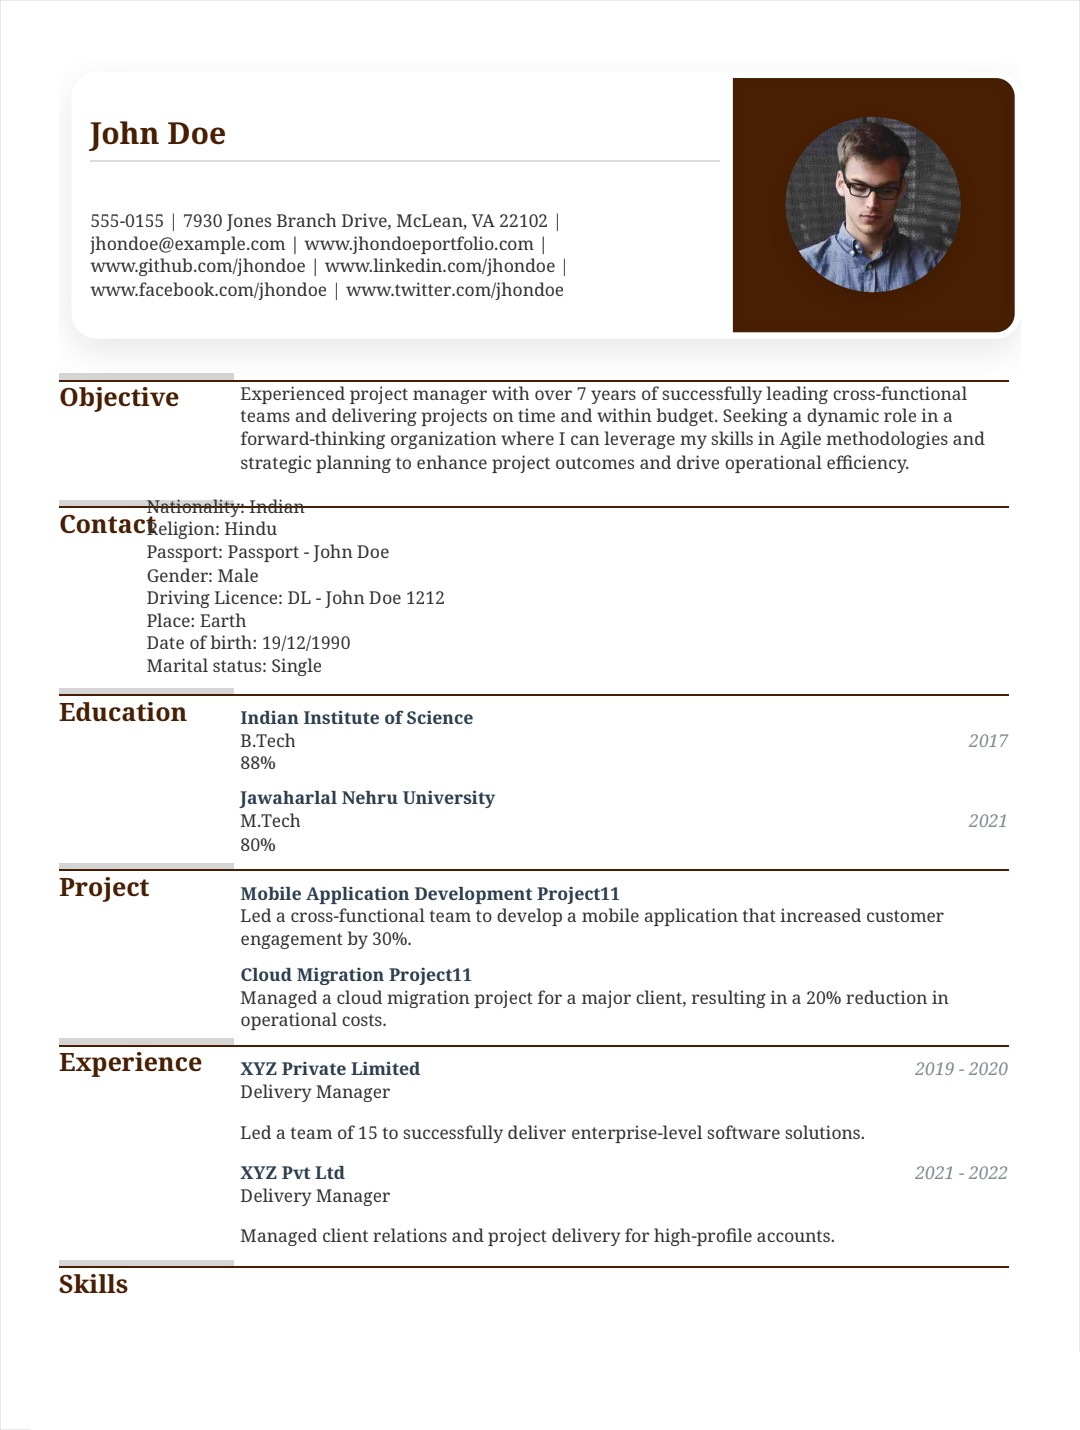 John Doe
555-0155 | 7930 Jones Branch Drive, McLean, VA 22102 |
jhondoe@example.com | www.jhondoeportfolio.com |
www.github.com/jhondoe | www.linkedin.com/jhondoe |
www.facebook.com/jhondoe | www.twitter.com/jhondoe
Objective
Experienced project manager with over 7 years of successfully leading cross-functional
teams and delivering projects on time and within budget. Seeking a dynamic role in a
forward-thinking organization where I can leverage my skills in Agile methodologies and
strategic planning to enhance project outcomes and drive operational efficiency.
Contact
Nationality: Indian
Religion: Hindu
Passport: Passport - John Doe
Gender: Male
Driving Licence: DL - John Doe 1212
Place: Earth
Date of birth: 19/12/1990
Marital status: Single
Education
Indian Institute of Science
B.Tech 2017
88%
Jawaharlal Nehru University
M.Tech 2021
80%
Project
Mobile Application Development Project11
Led a cross-functional team to develop a mobile application that increased customer
engagement by 30%.
Cloud Migration Project11
Managed a cloud migration project for a major client, resulting in a 20% reduction in
operational costs.
Experience
XYZ Private Limited 2019 - 2020
Delivery Manager
Led a team of 15 to successfully deliver enterprise-level software solutions.
XYZ Pvt Ltd 2021 - 2022
Delivery Manager
Managed client relations and project delivery for high-profile accounts.
Skills